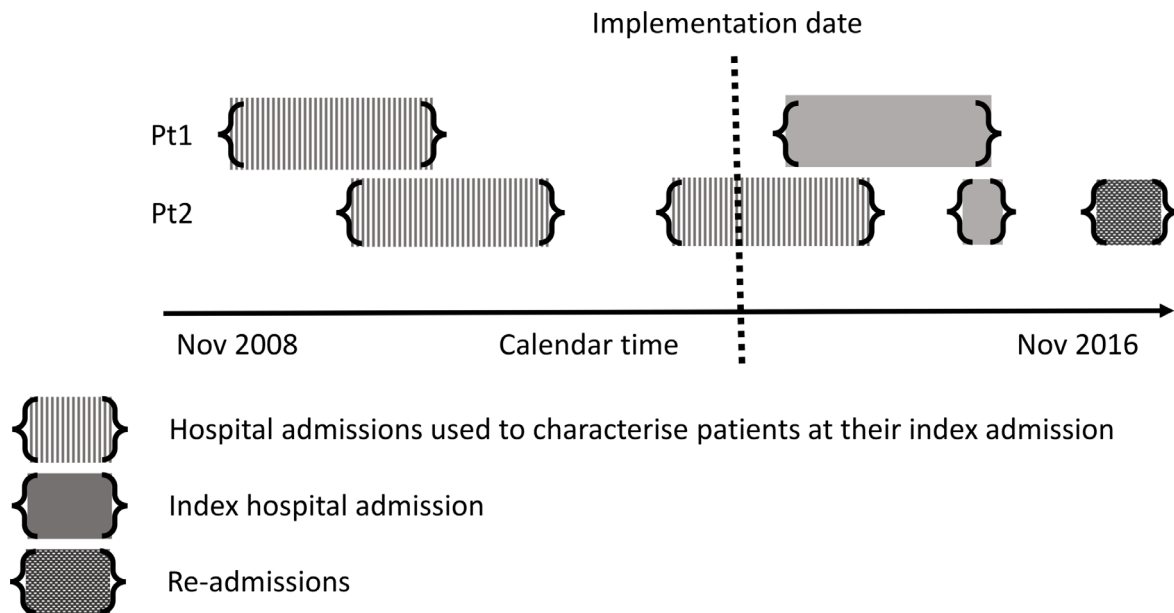 Implementation date
Pt1
Pt2
Nov 2008 Calendar time Nov 2016
Hospital admissions used to characterise patients at their index admission
Index hospital admission
Re-admissions